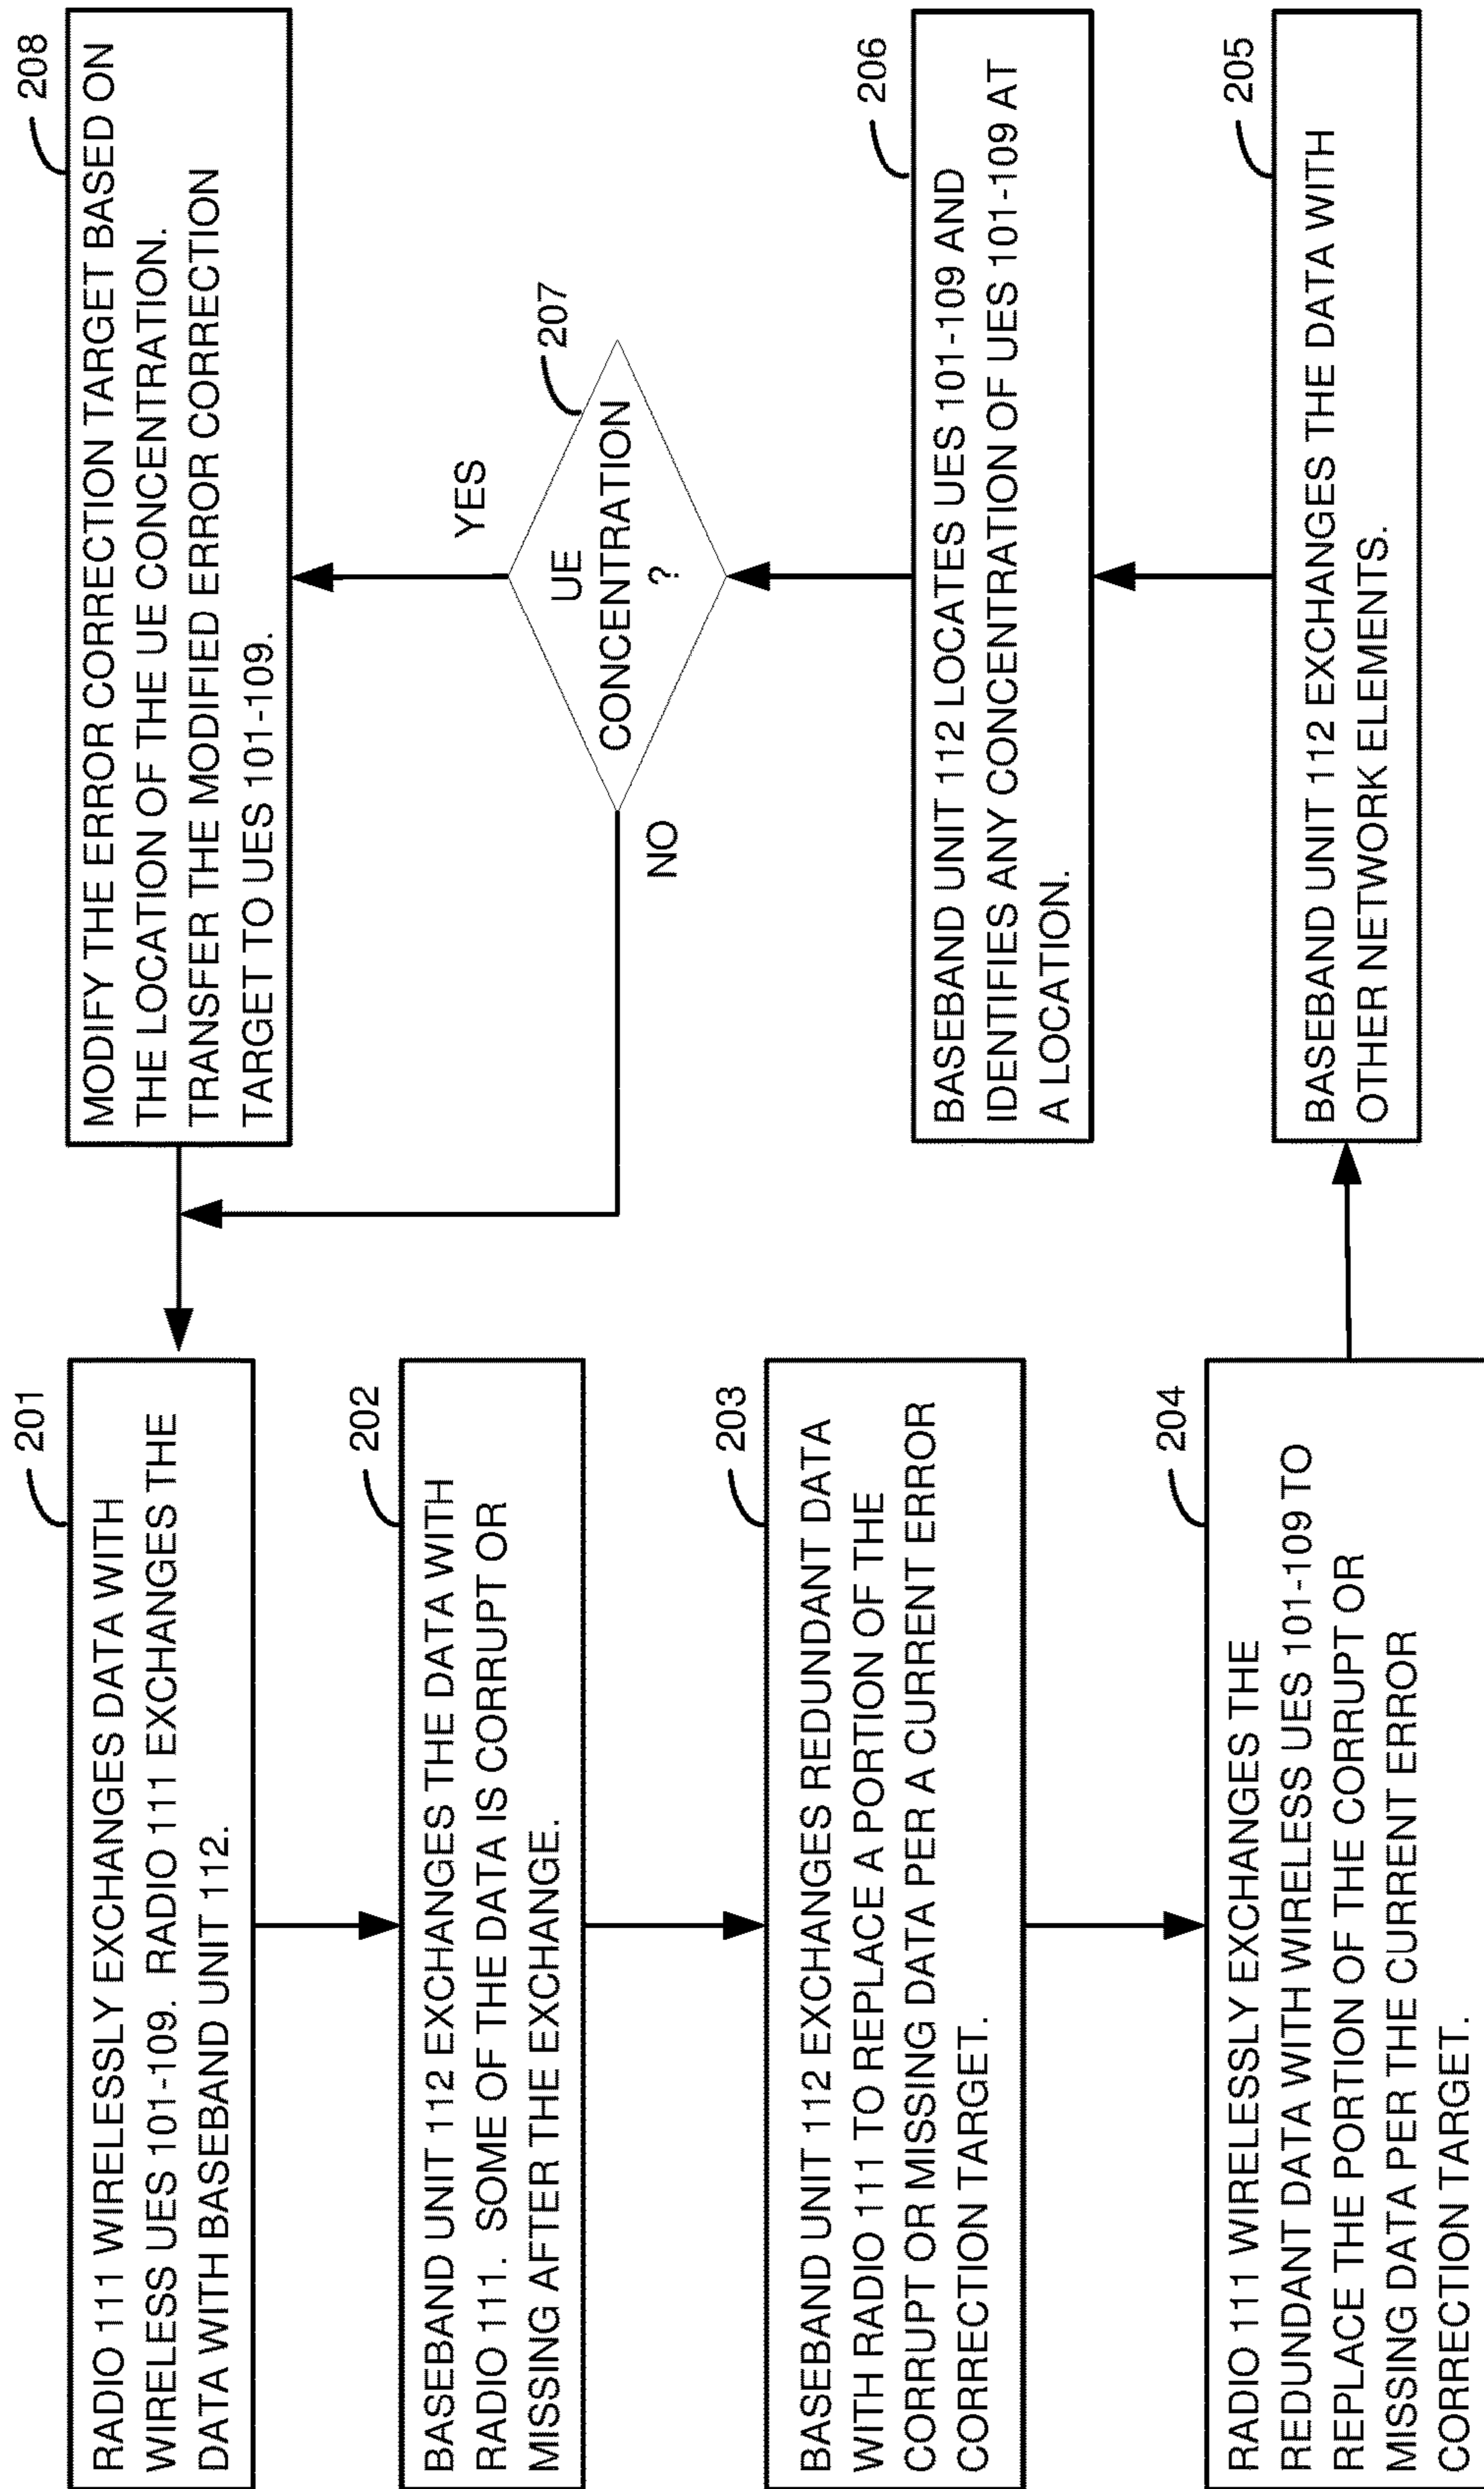 201
RADIO 111 WIRELESSLY EXCHANGES DATA WITH
WIRELESS UES 101-109. RADIO 111 EXCHANGES THE
DATA WITH BASEBAND UNIT 112.
202
BASEBAND UNIT 112 EXCHANGES THE DATA WITH
RADIO 111. SOME OF THE DATA IS CORRUPT OR
MISSING AFTER THE EXCHANGE.
203
BASEBAND UNIT 112 EXCHANGES REDUNDANT DATA
WITH RADIO 111 TO REPLACE A PORTION OF THE
CORRUPT OR MISSING DATA PER A CURRENT ERROR
CORRECTION TARGET.
204
RADIO 111 WIRELESSLY EXCHANGES THE
REDUNDANT DATA WITH WIRELESS UES 101-109 TO
REPLACE THE PORTION OF THE CORRUPT OR
MISSING DATA PER THE CURRENT ERROR
CORRECTION TARGET.
205
BASEBAND UNIT 112 EXCHANGES THE DATA WITH
OTHER NETWORK ELEMENTS.
206
BASEBAND UNIT 112 LOCATES UES 101-109 AND
IDENTIFIES ANY CONCENTRATION OF UES 101-109 AT
A LOCATION.
207
UE
CONCENTRATION
?
YES
NO
208
MODIFY THE ERROR CORRECTION TARGET BASED ON
THE LOCATION OF THE UE CONCENTRATION.
TRANSFER THE MODIFIED ERROR CORRECTION
TARGET TO UES 101-109.